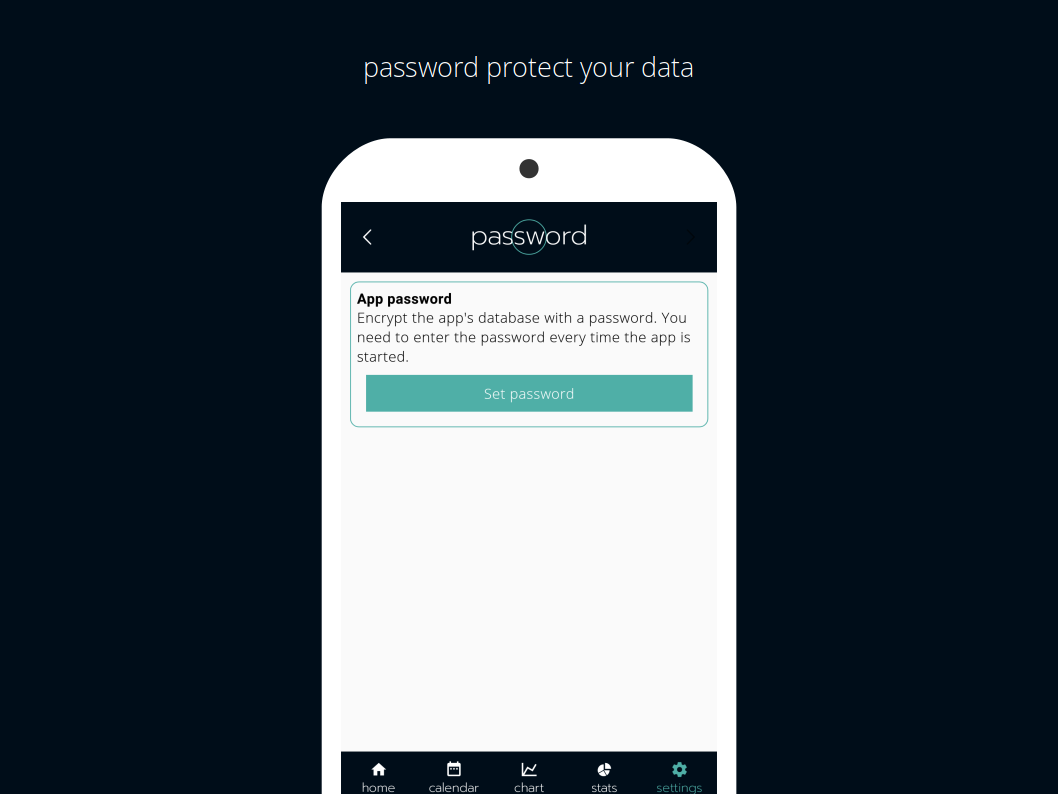 password protect your data
password
App password
Encrypt the app's database with a password. You
need to enter the password every time the app is
started.
Set password
home calendar chart stats settings